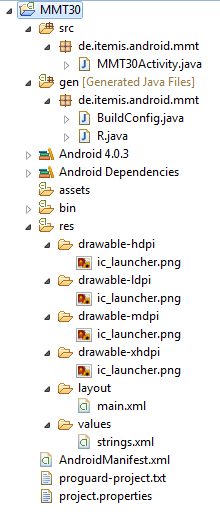 MMT30
src
de.itemis.android.mmt
MMT30Activity.java
gen [Generated Java Files]
de.itemis.android.mmt
BuildConfig.java
R.java
Android 4.0.3
Android Dependencies
assets
bin
res
drawable-hdpi
ic_launcher.png
drawable-ldpi
ic_launcher.png
drawable-mdpi
ic_launcher.png
drawable-xhdpi
ic_launcher.png
layout
main.xml
values
strings.xml
AndroidManifest.xml
proguard-project.txt
project.properties